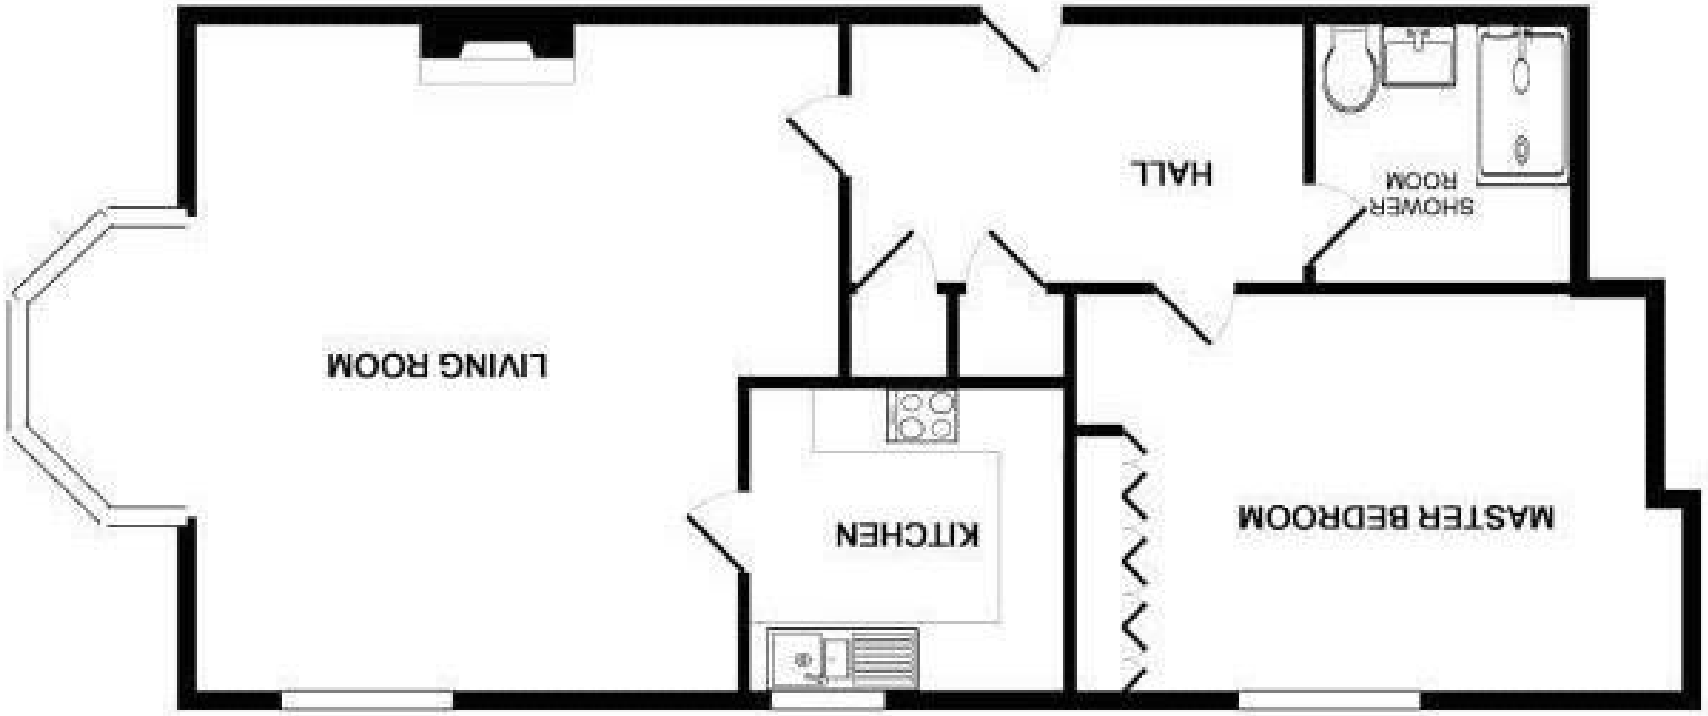 MASTER BEDROOM
KITCHEN
LIVING ROOM
SHOWER
ROOM
HALL